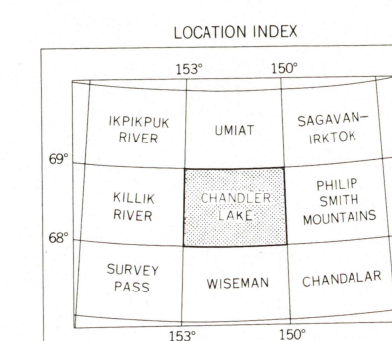 LOCATION INDEX
153° 150°
IKPIKPUK
RIVER
UMIAT
SAGAVAN-
IRKTOK
69°
KILLIK
RIVER
CHANDLER
LAKE
PHILIP
SMITH
MOUNTAINS
68°
SURVEY
PASS
WISEMAN
CHANDALAR
153° 150°